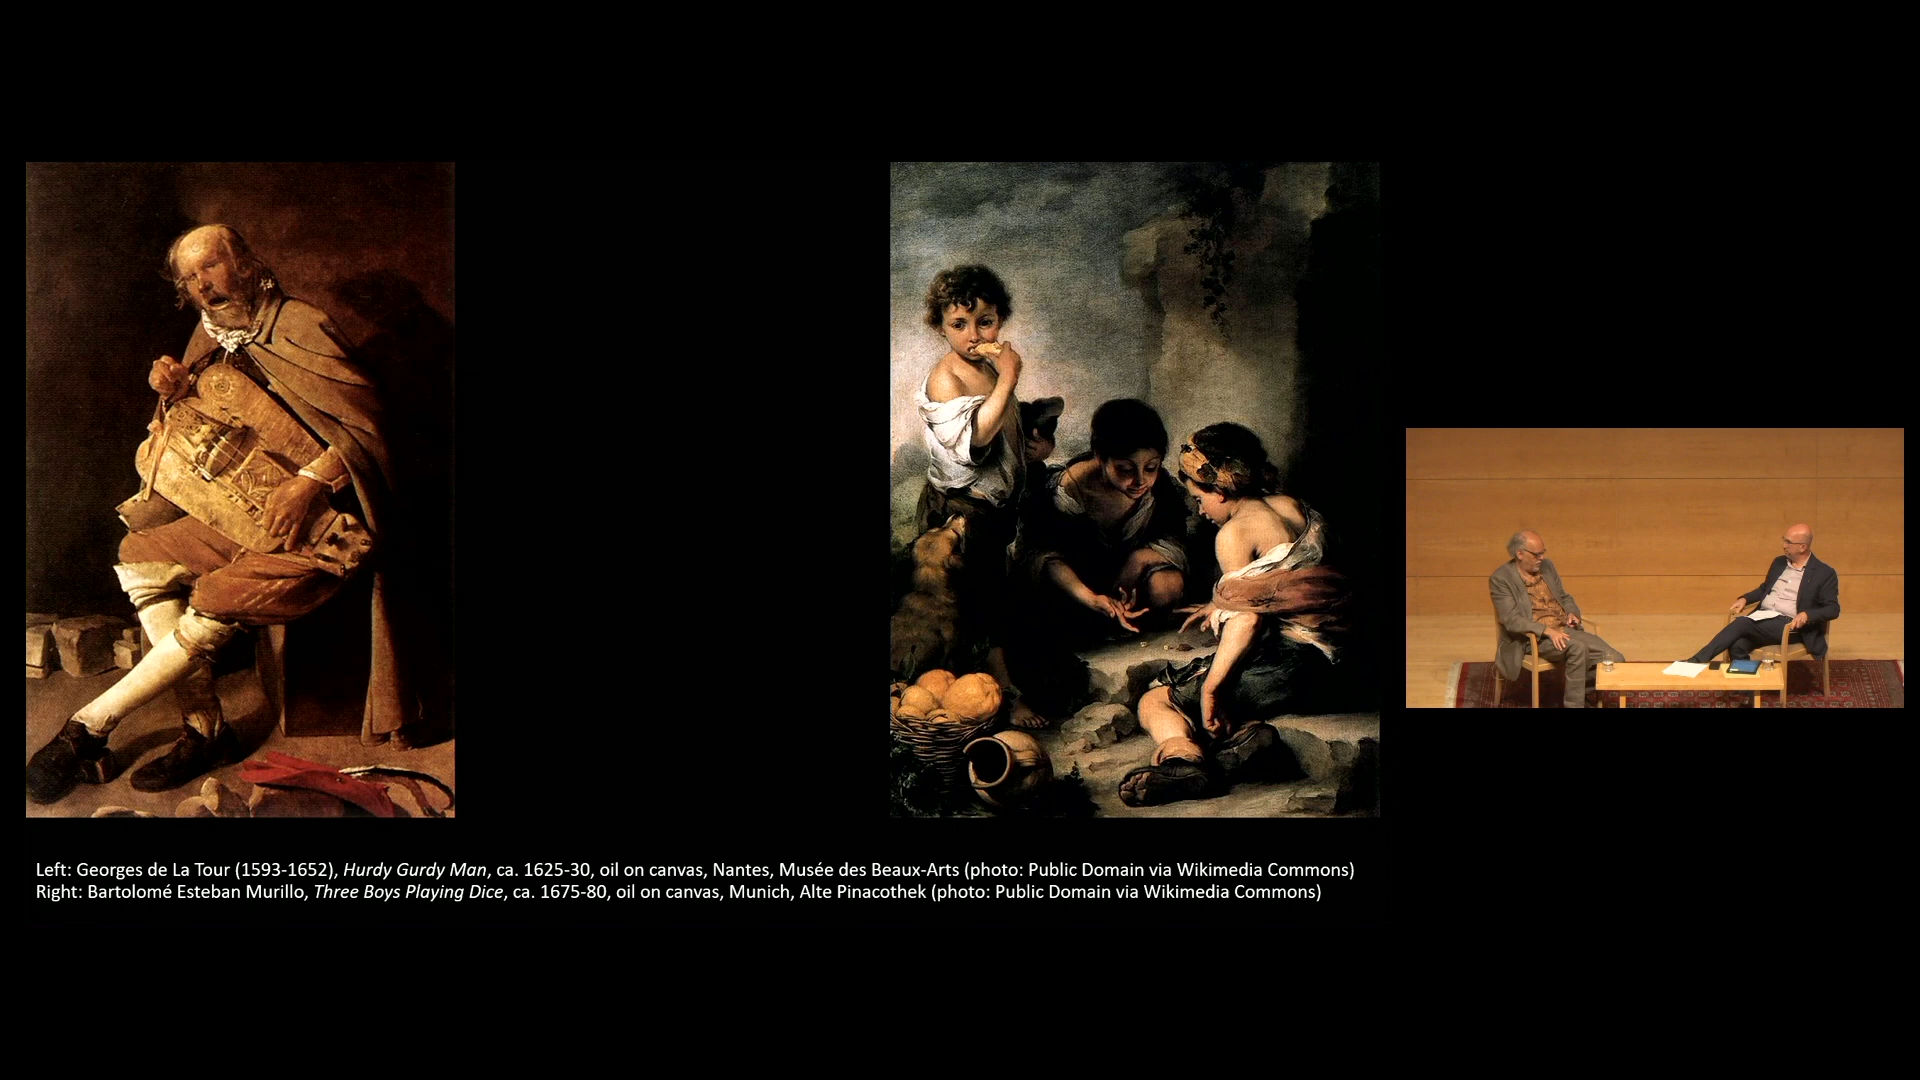 Left: Georges de La Tour (1593-1652), Hurdy Gurdy Man, ca. 1625-30, oil on canvas, Nantes, Musée des Beaux-Arts (photo: Public Domain via Wikimedia Commons)
Right: Bartolomé Esteban Murillo, Three Boys Playing Dice, ca. 1675-80, oil on canvas, Munich, Alte Pinacothek (photo: Public Domain via Wikimedia Commons)